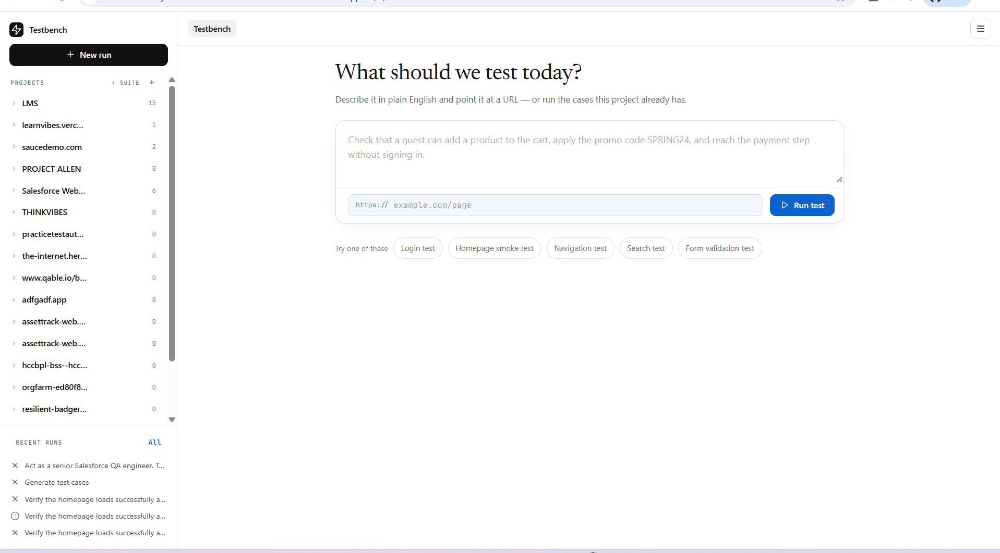 Testbench
New run
PROJECTS + SUITE +
LMS 15
learnvibes.verc... 1
saucedemo.com 2
PROJECT ALLEN 0
Salesforce Web... 6
THINKVIBES 0
practicetestaut... 0
the-internet.her... 0
www.qable.io/b... 0
adfgadf.app 0
assettrack-web.... 0
assettrack-web.... 0
hccbpl-bss--hcc... 0
orgfarm-ed80f8... 0
resilient-badger... 0
RECENT RUNS All
Act as a senior Salesforce QA engineer. T...
Generate test cases
Verify the homepage loads successfully a...
Verify the homepage loads successfully a...
Verify the homepage loads successfully a...
Testbench
What should we test today?
Describe it in plain English and point it at a URL — or run the cases this project already has.
Check that a guest can add a product to the cart, apply the promo code SPRING24, and reach the payment step
without signing in.
https:// example.com/page Run test
Try one of these Login test Homepage smoke test Navigation test Search test Form validation test